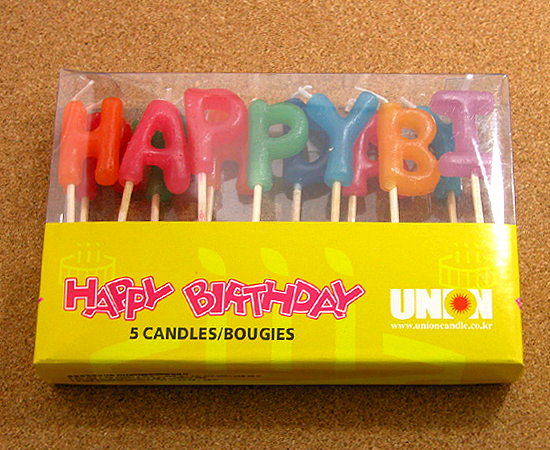 HAPPYBI
HAPPY BIRTHDAY
5 CANDLES/BOUGIES
UNION
www.unioncandle.co.kr